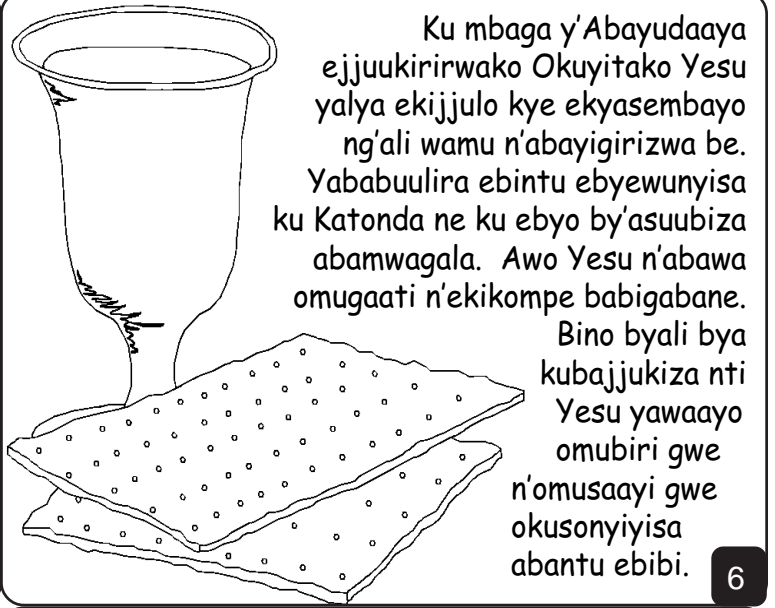 Ku mbaga y'Abayudaaya
ejjuukirirwako Okuyitako Yesu
yalya ekijjulo kye ekyasembayo
ng'ali wamu n'abayigirizwa be.
Yababuulira ebintu ebyewunyisa
ku Katonda ne ku ebyo by'asuubiza
abamwagala.  Awo Yesu n'abawa
omugaati n'ekikompe babigabane.
Bino byali bya
kubajjukiza nti
Yesu yawaayo
omubiri gwe
n'omusaayi gwe
okusonyiyisa
abantu ebibi.
6